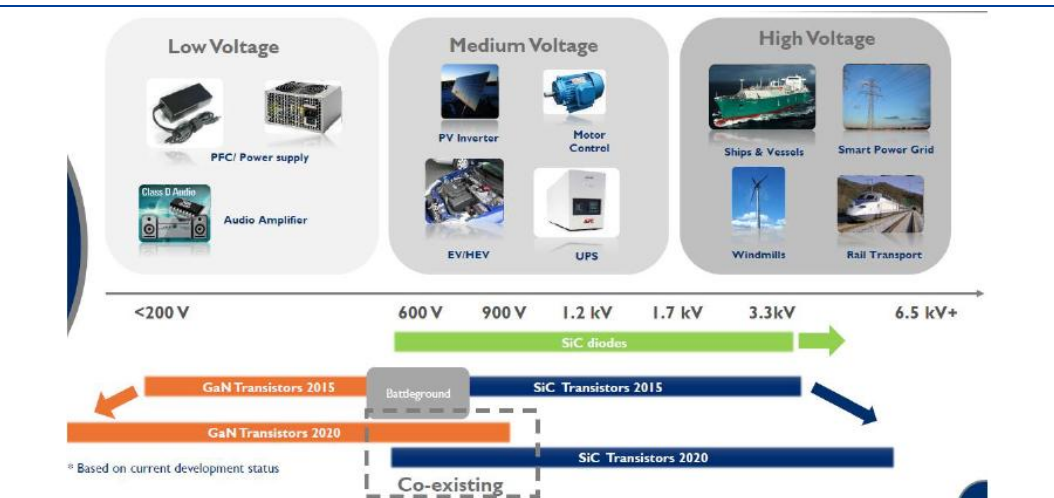 Low Voltage
Medium Voltage
High Voltage
PFC/ Power supply
Class D Audio
Audio Amplifier
PV Inverter
Motor
Control
EV/HEV
APC
UPS
Ships & Vessels
Smart Power Grid
Windmills
Rail Transport
<200 V
600 V
900 V
1.2 kV
1.7 kV
3.3kV
6.5 kV+
SiC diodes
GaN Transistors 2015
Battleground
SiC Transistors 2015
GaN Transistors 2020
SiC Transistors 2020
* Based on current development status
Co-existing